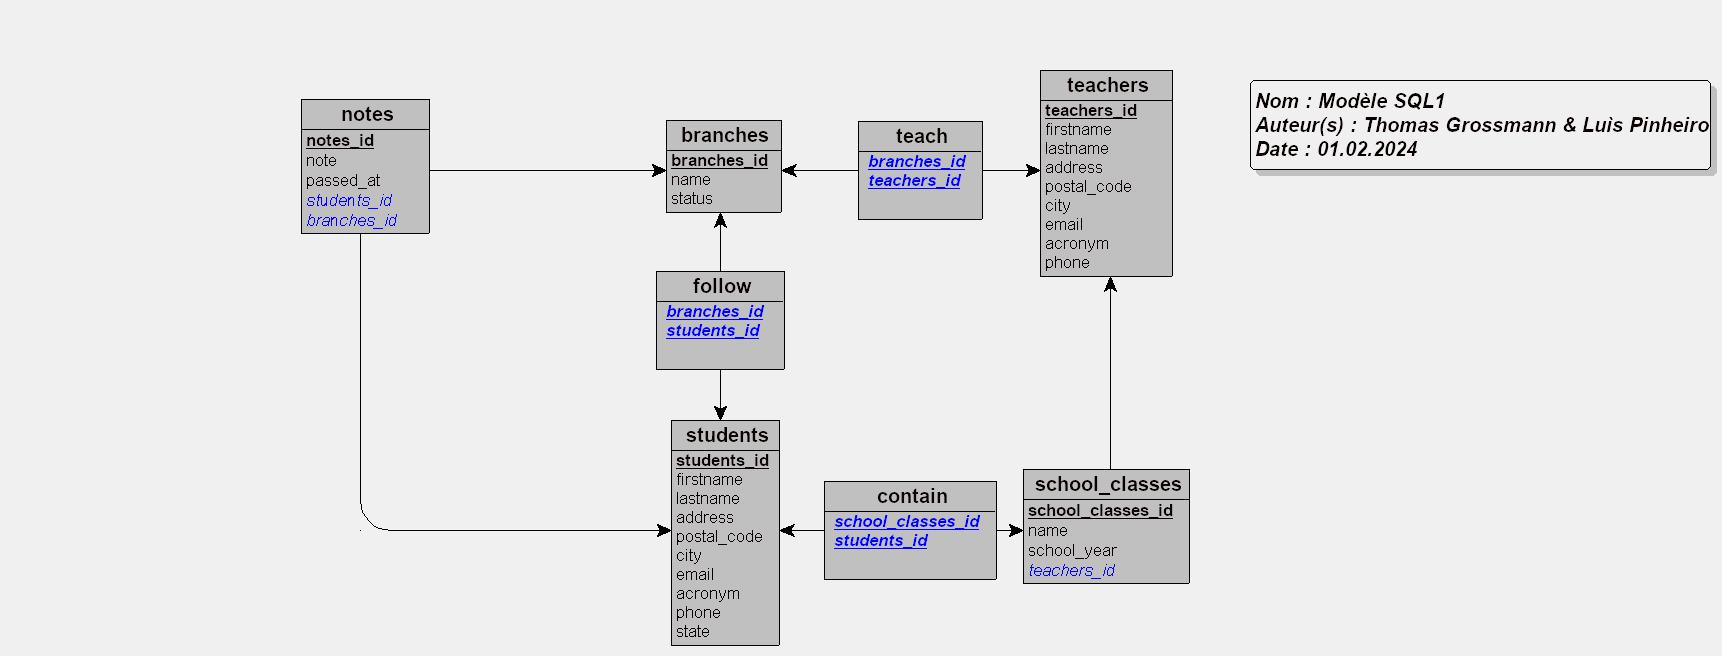 notes
notes_id
note
passed_at
students_id
branches_id
branches
branches_id
name
status
teach
branches_id
teachers_id
teachers
teachers_id
firstname
lastname
address
postal_code
city
email
acronym
phone
Nom : Modèle SQL1
Auteur(s) : Thomas Grossmann & Luis Pinheiro
Date : 01.02.2024
follow
branches_id
students_id
students
students_id
firstname
lastname
address
postal_code
city
email
acronym
phone
state
contain
school_classes_id
students_id
school_classes
school_classes_id
name
school_year
teachers_id